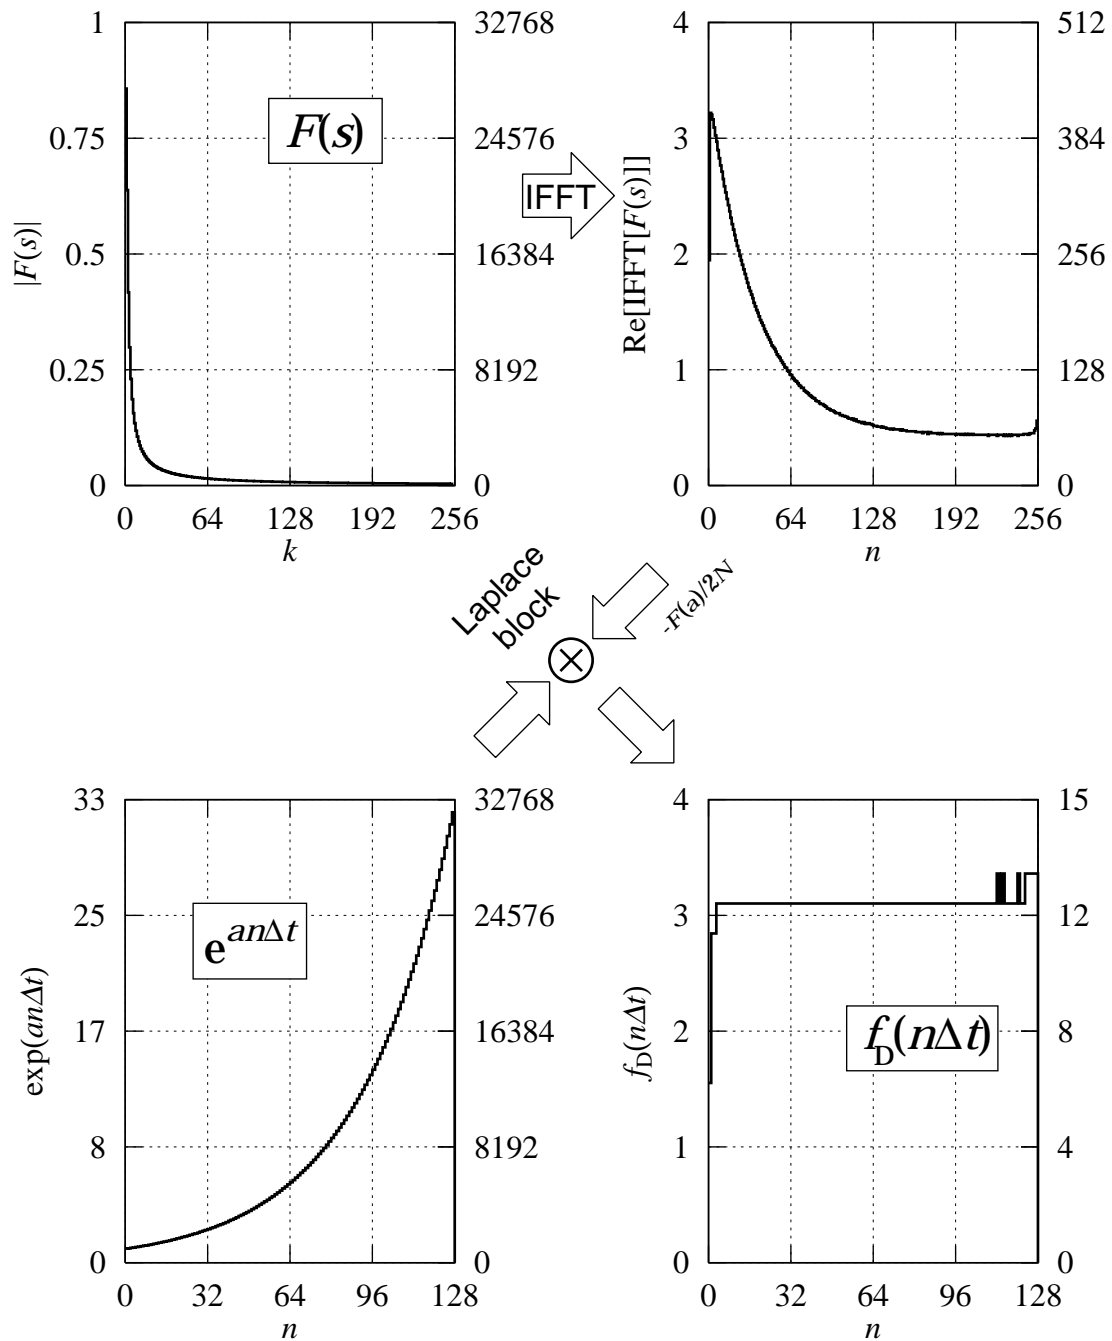 1
0.75
0.5
0.25
0
|F(s)|
F(s)
32768
24576
16384
8192
0
0 64 128 192 256
k
IFFT
4
3
2
1
0
Re[IFFT[F(s)]]
512
384
256
128
0
0 64 128 192 256
n
Laplace
block
-F(a)/2N
33
25
17
8
0
exp(anΔt)
e^{anΔt}
32768
24576
16384
8192
0
0 32 64 96 128
n
4
3
2
1
0
f_D(nΔt)
f_D(nΔt)
15
12
8
4
0
0 32 64 96 128
n